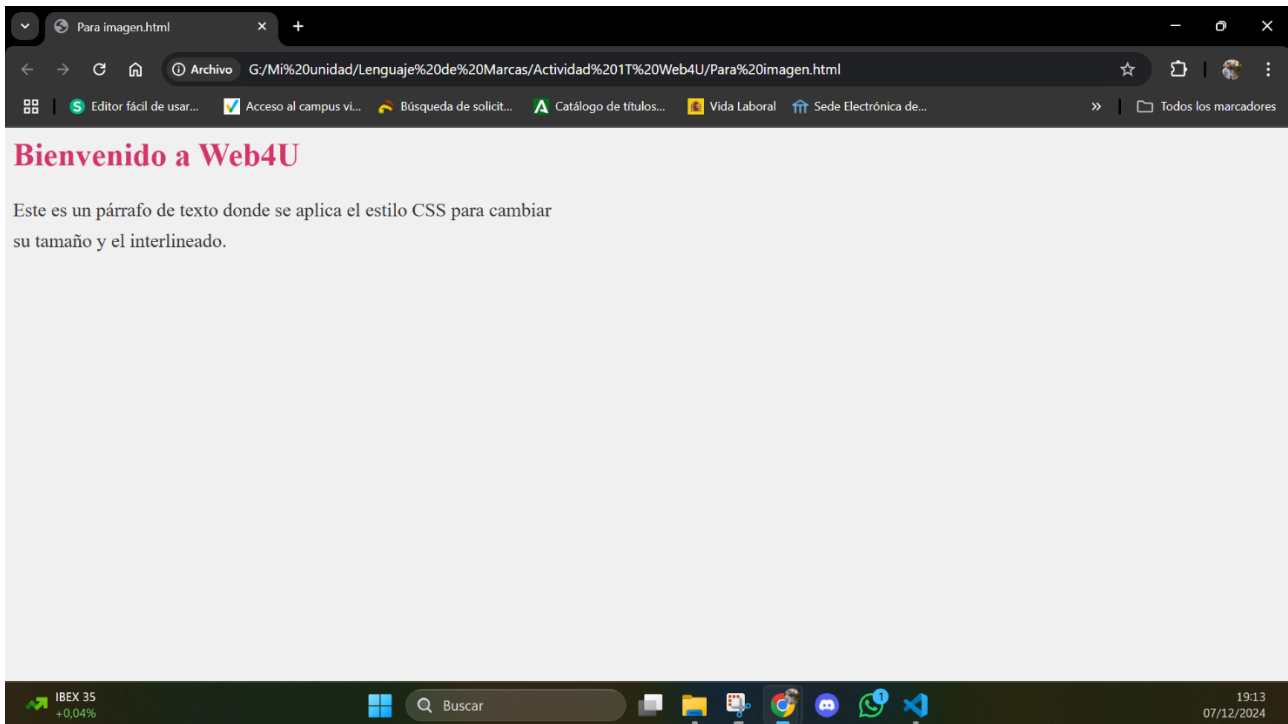 Para imagen.html
Archivo G:/Mi%20unidad/Lenguaje%20de%20Marcas/Actividad%201T%20Web4U/Para%20imagen.html
S Editor fácil de usar... Acceso al campus vi... Búsqueda de solicit... Catálogo de títulos... Vida Laboral Sede Electrónica de... » Todos los marcadores
Bienvenido a Web4U
Este es un párrafo de texto donde se aplica el estilo CSS para cambiar
su tamaño y el interlineado.
IBEX 35
+0,04%
Buscar
1
19:13
07/12/2024